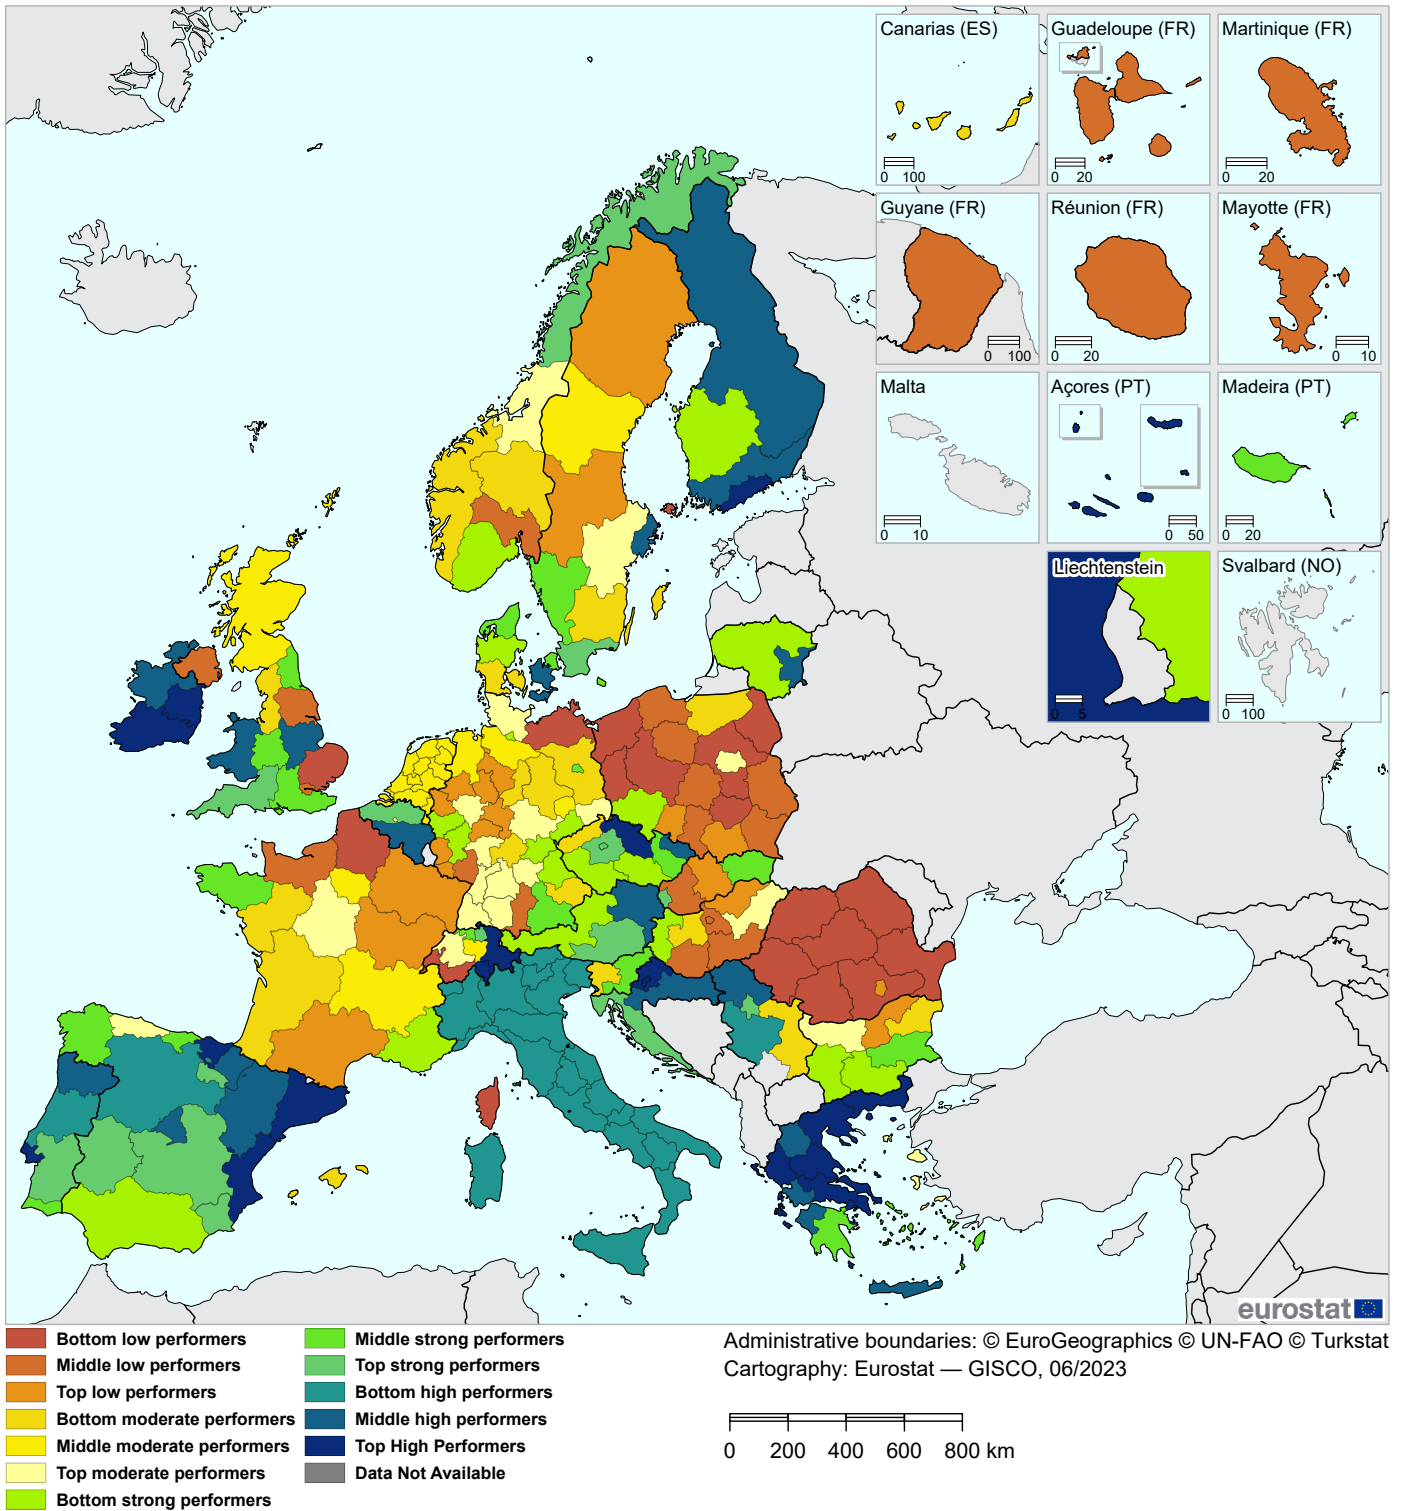 Canarias (ES)
0 100
Guadeloupe (FR)
0 20
Martinique (FR)
0 20
Guyane (FR)
0 100
Réunion (FR)
0 20
Mayotte (FR)
0 10
Malta
0 10
Açores (PT)
0 50
Madeira (PT)
0 20
Liechtenstein
0 5
Svalbard (NO)
0 100
eurostat
Bottom low performers
Middle low performers
Top low performers
Bottom moderate performers
Middle moderate performers
Top moderate performers
Bottom strong performers
Middle strong performers
Top strong performers
Bottom high performers
Middle high performers
Top High Performers
Data Not Available
Administrative boundaries: © EuroGeographics © UN-FAO © Turkstat
Cartography: Eurostat — GISCO, 06/2023
0 200 400 600 800 km